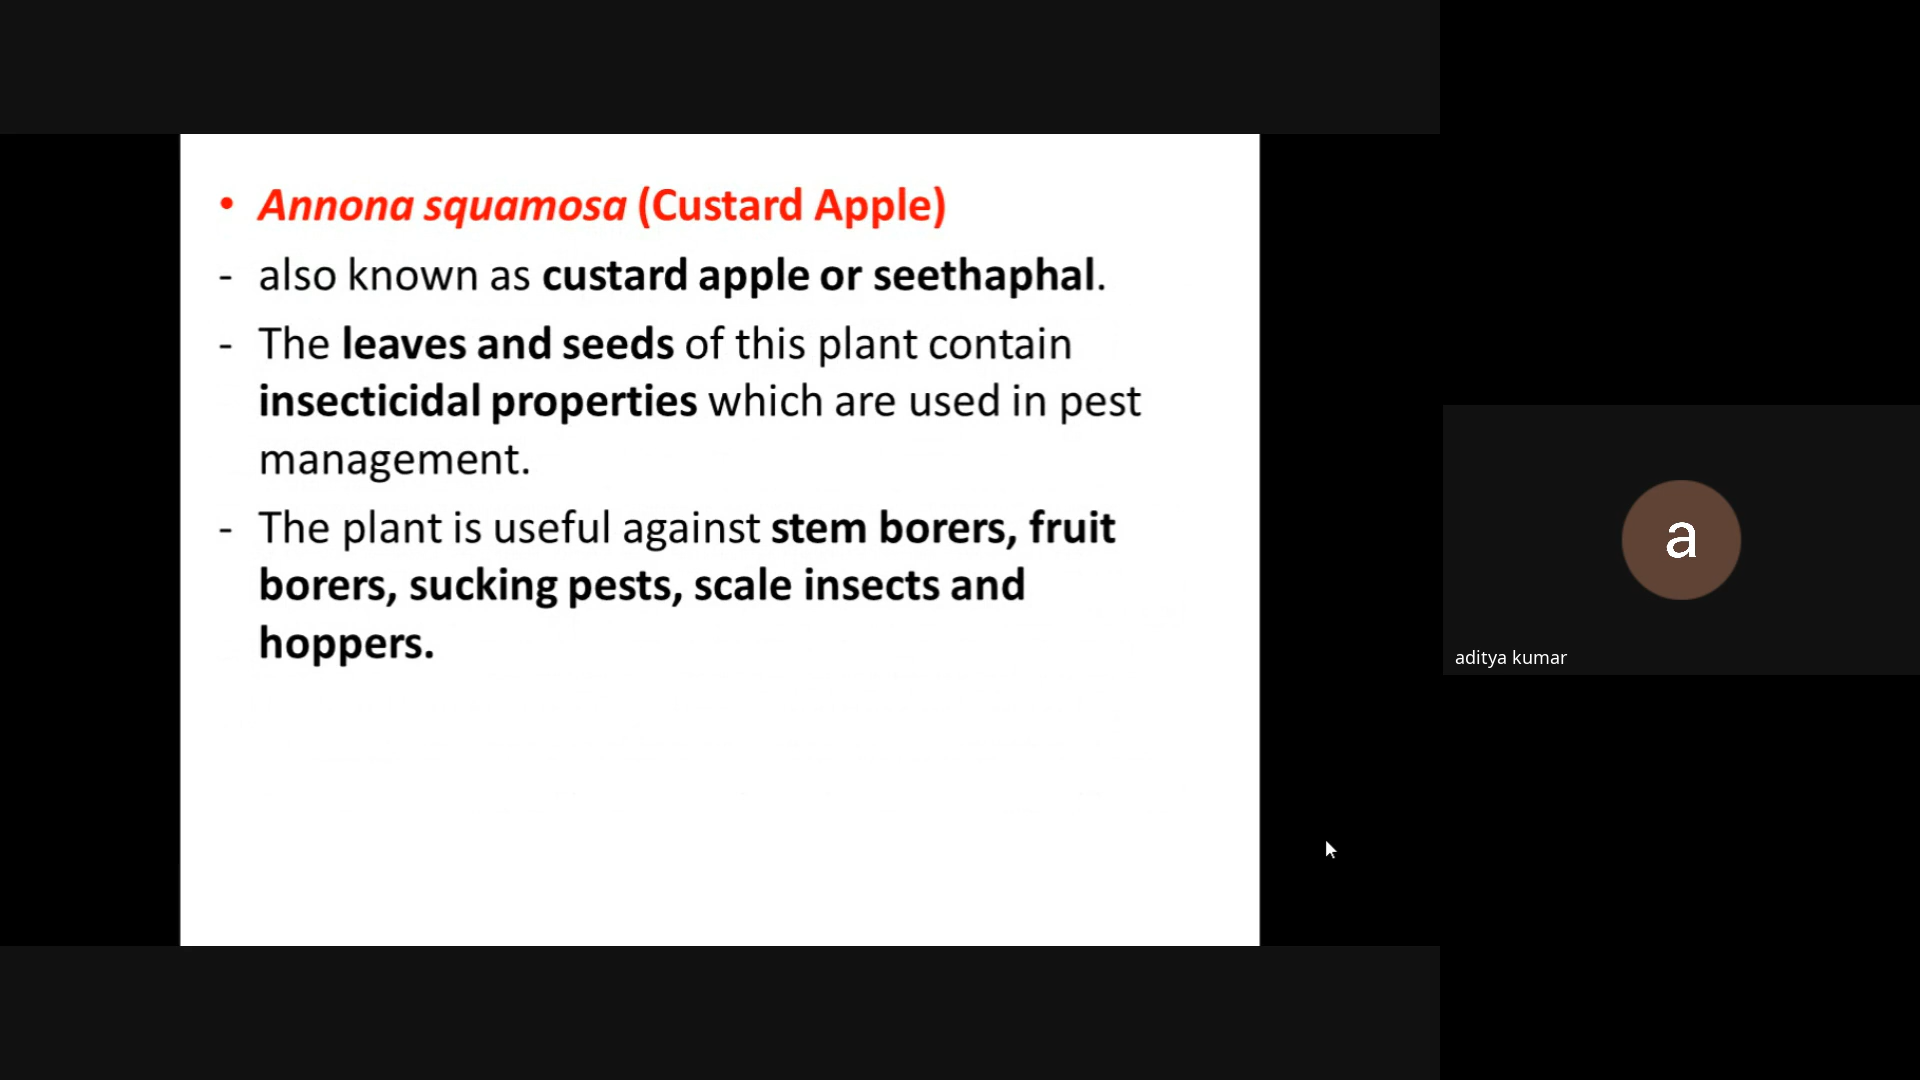 • Annona squamosa (Custard Apple)
- also known as custard apple or seethaphal.
- The leaves and seeds of this plant contain
insecticidal properties which are used in pest
management.
- The plant is useful against stem borers, fruit
borers, sucking pests, scale insects and
hoppers.
a
aditya kumar